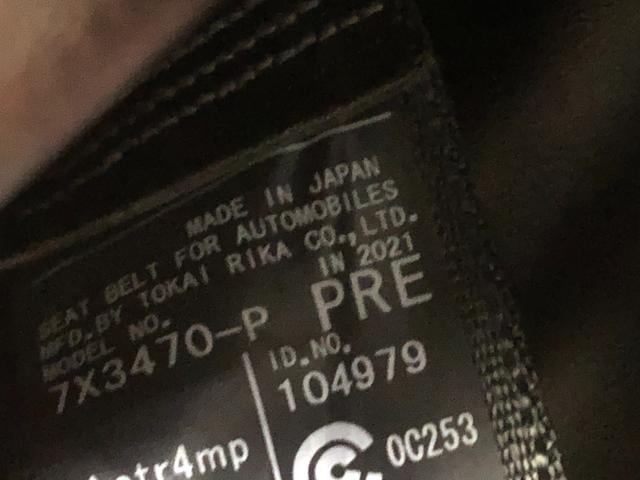 MADE IN JAPAN
SEAT BELT FOR AUTOMOBILES
MFD.BY TOKAI RIKA CO.,LTD.
IN 2021
MODEL NO.
7X3470-P PRE
ID.NO.
104979
tr4mp
0C253